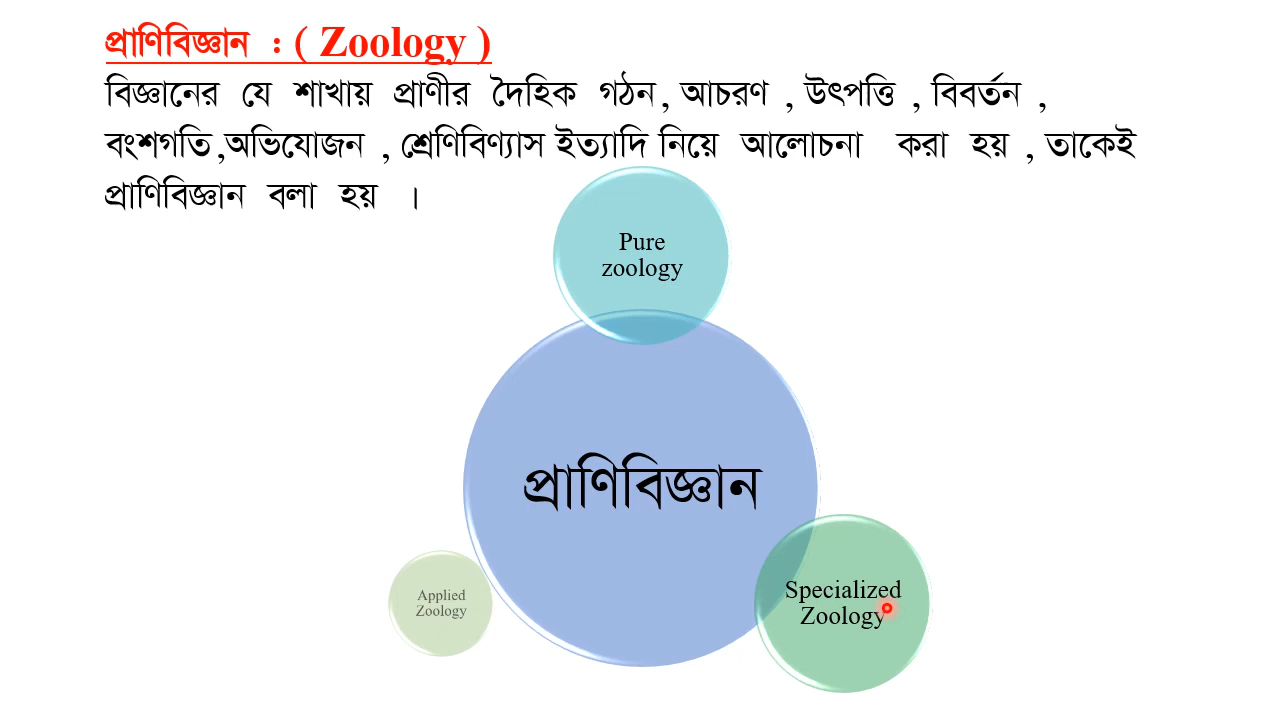 প্রাণিবিজ্ঞান : ( Zoology )
বিজ্ঞানের যে শাখায় প্রাণীর দৈহিক গঠন, আচরণ , উৎপত্তি , বিবর্তন ,
বংশগতি,অভিযোজন , শ্রেণিবিণ্যাস ইত্যাদি নিয়ে আলোচনা করা হয় , তাকেই
প্রাণিবিজ্ঞান বলা হয় ।
Pure
zoology
প্রাণিবিজ্ঞান
Applied
Zoology
Specialized
Zoology